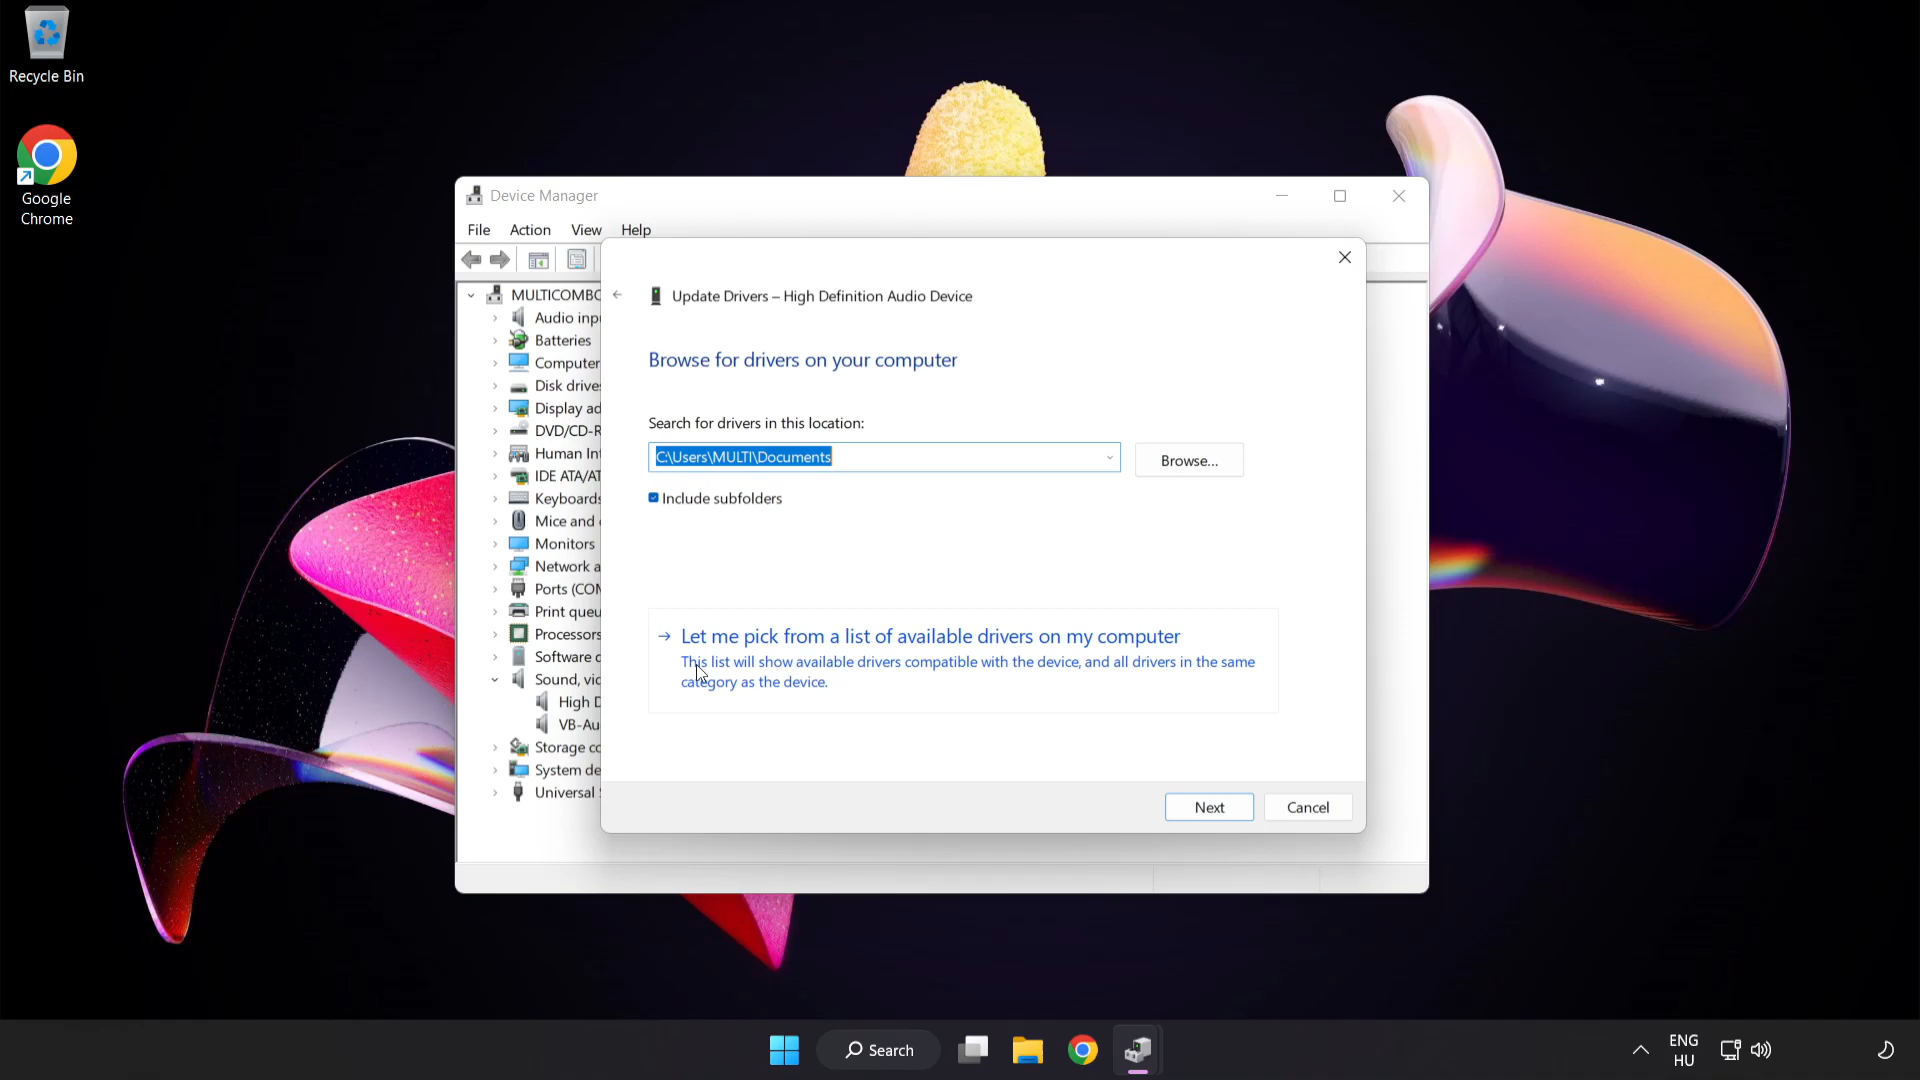 Recycle Bin
Google
Chrome
Device Manager
File Action View Help
MULTICOMBO
Audio inp
Batteries
Computer
Disk drive
Display ad
DVD/CD-R
Human In
IDE ATA/AT
Keyboards
Mice and
Monitors
Network a
Ports (COM
Print queu
Processors
Software
Sound, vid
High D
VB-Au
Storage co
System de
Universal
Update Drivers – High Definition Audio Device
Browse for drivers on your computer
Search for drivers in this location:
C:\Users\MULTI\Documents
Browse...
Include subfolders
Let me pick from a list of available drivers on my computer
This list will show available drivers compatible with the device, and all drivers in the same
category as the device.
Next Cancel
Search
ENG
HU